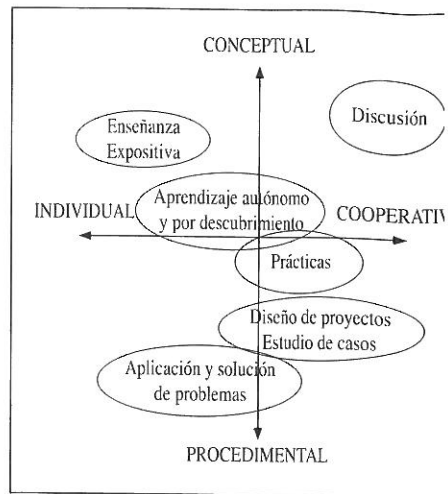 CONCEPTUAL
Enseñanza
Expositiva
Discusión
Aprendizaje autónomo
y por descubrimiento
INDIVIDUAL
COOPERATIV
Prácticas
Diseño de proyectos
Estudio de casos
Aplicación y solución
de problemas
PROCEDIMENTAL